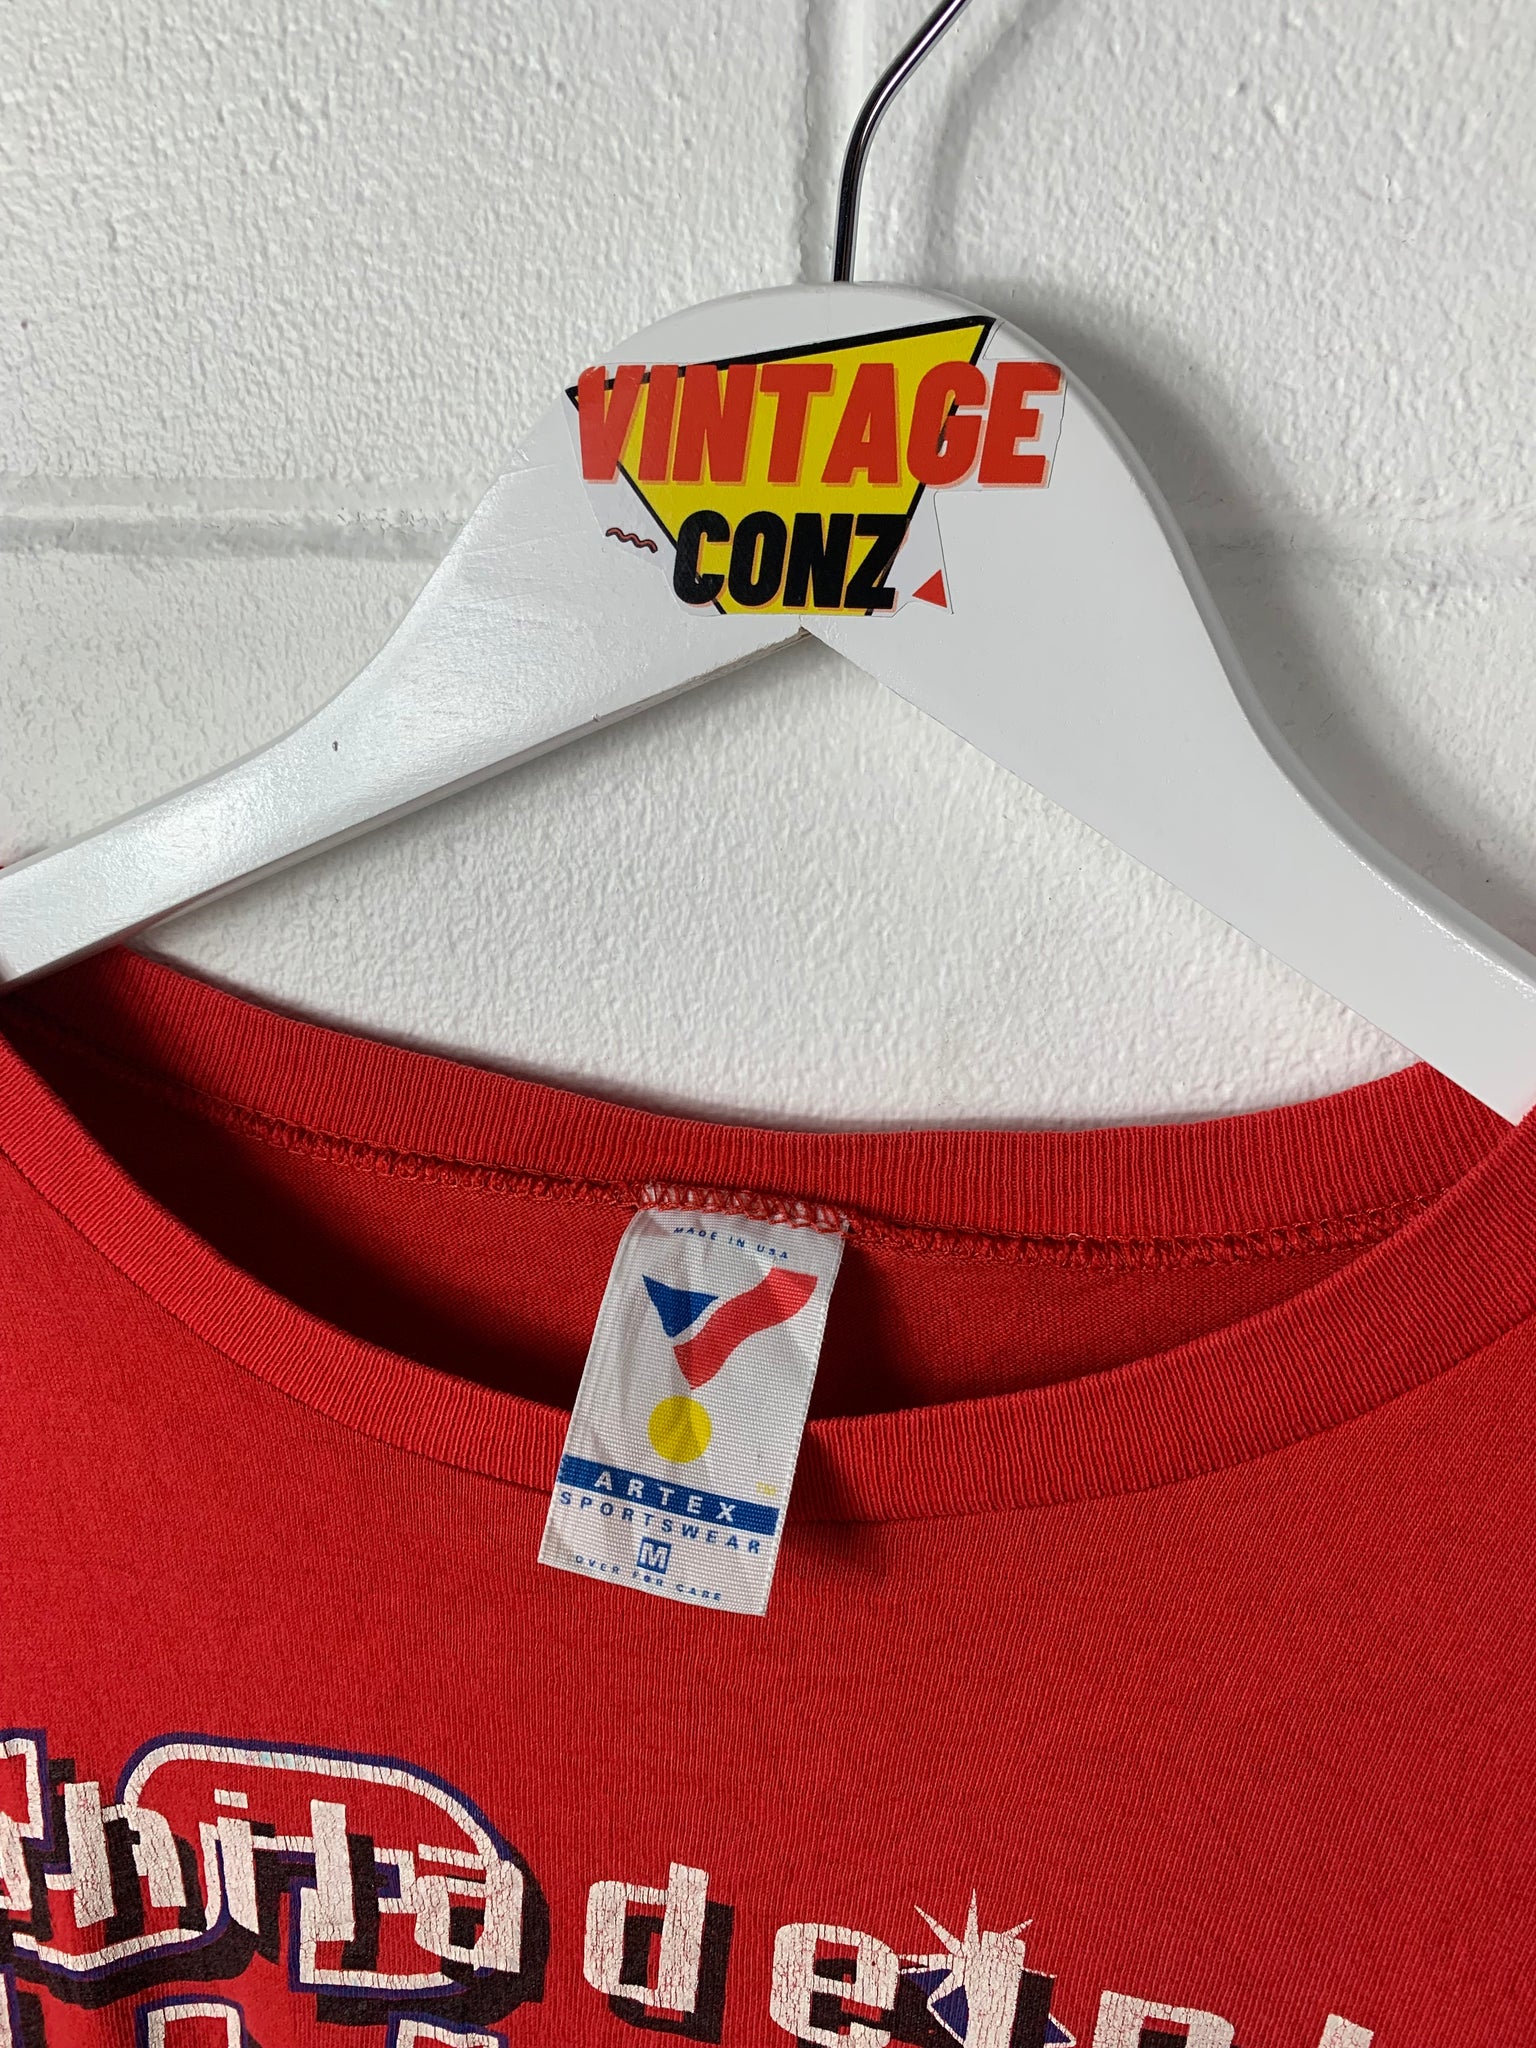 VINTAGE
CONZ
MADE IN USA
ARTEX
SPORTSWEAR
M
OVER FOR CARE